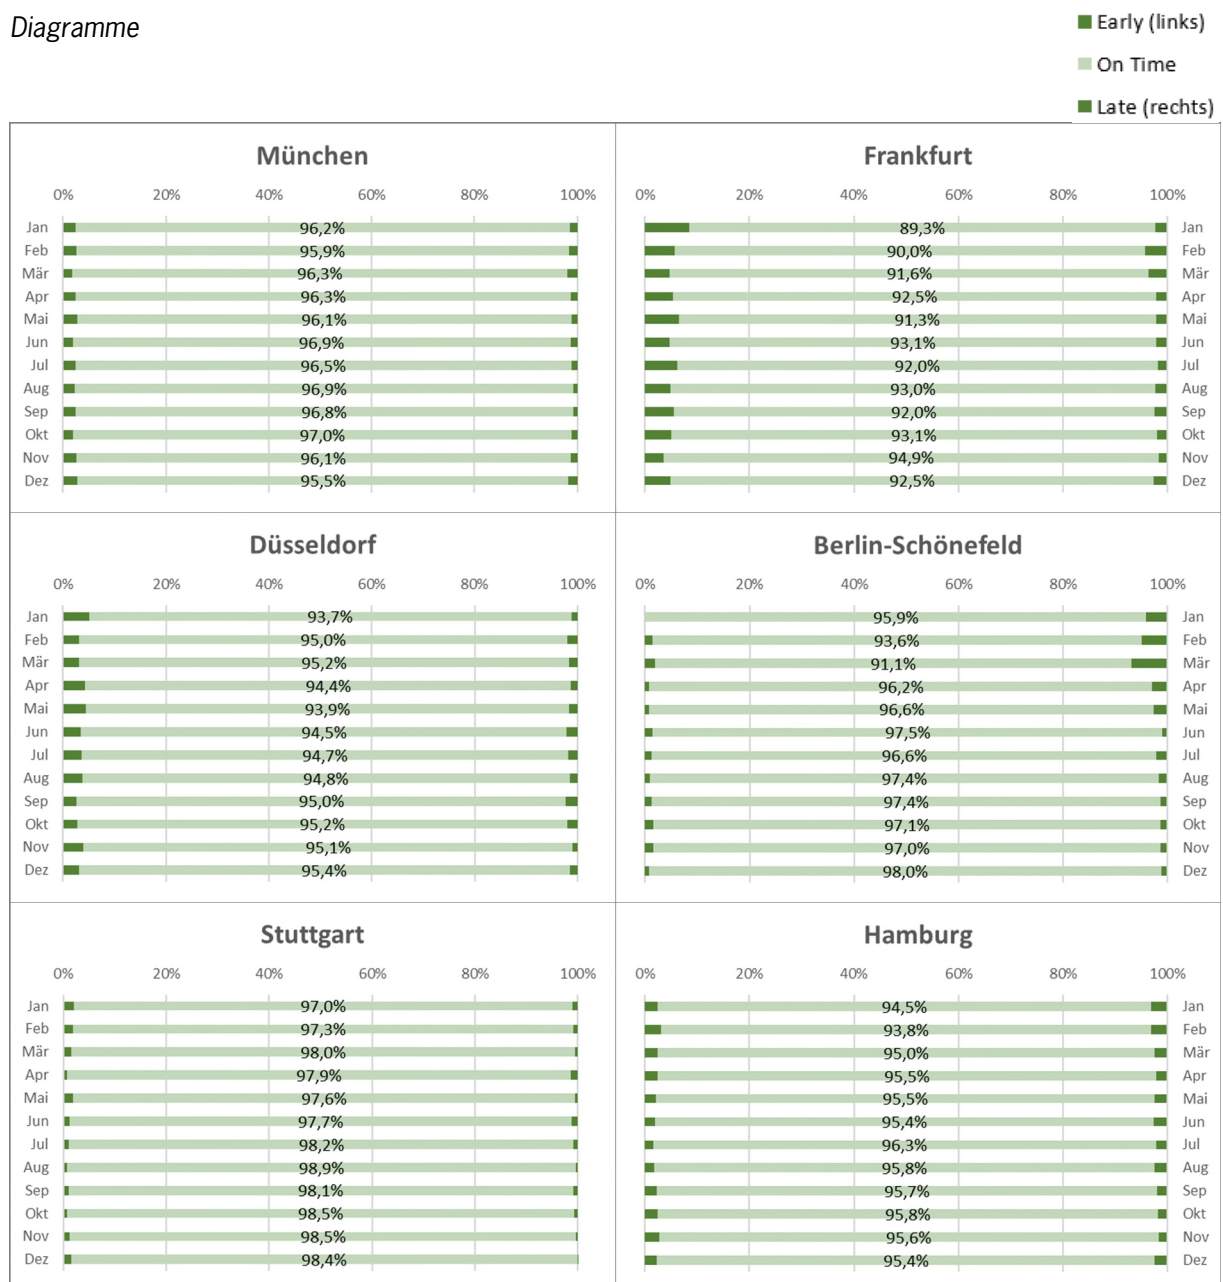 Diagramme
Early (links)
On Time
Late (rechts)
München
0% 20% 40% 60% 80% 100%
Jan 96,2%
Feb 95,9%
Mär 96,3%
Apr 96,3%
Mai 96,1%
Jun 96,9%
Jul 96,5%
Aug 96,9%
Sep 96,8%
Okt 97,0%
Nov 96,1%
Dez 95,5%
Frankfurt
0% 20% 40% 60% 80% 100%
89,3% Jan
90,0% Feb
91,6% Mär
92,5% Apr
91,3% Mai
93,1% Jun
92,0% Jul
93,0% Aug
92,0% Sep
93,1% Okt
94,9% Nov
92,5% Dez
Düsseldorf
0% 20% 40% 60% 80% 100%
Jan 93,7%
Feb 95,0%
Mär 95,2%
Apr 94,4%
Mai 93,9%
Jun 94,5%
Jul 94,7%
Aug 94,8%
Sep 95,0%
Okt 95,2%
Nov 95,1%
Dez 95,4%
Berlin-Schönefeld
0% 20% 40% 60% 80% 100%
95,9% Jan
93,6% Feb
91,1% Mär
96,2% Apr
96,6% Mai
97,5% Jun
96,6% Jul
97,4% Aug
97,4% Sep
97,1% Okt
97,0% Nov
98,0% Dez
Stuttgart
0% 20% 40% 60% 80% 100%
Jan 97,0%
Feb 97,3%
Mär 98,0%
Apr 97,9%
Mai 97,6%
Jun 97,7%
Jul 98,2%
Aug 98,9%
Sep 98,1%
Okt 98,5%
Nov 98,5%
Dez 98,4%
Hamburg
0% 20% 40% 60% 80% 100%
94,5% Jan
93,8% Feb
95,0% Mär
95,5% Apr
95,5% Mai
95,4% Jun
96,3% Jul
95,8% Aug
95,7% Sep
95,8% Okt
95,6% Nov
95,4% Dez